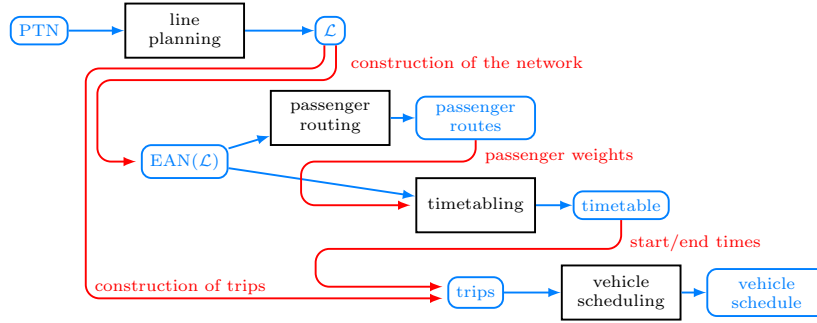 PTN
line
planning
ℒ
construction of the network
passenger
routing
passenger
routes
EAN(ℒ)
passenger weights
timetabling
timetable
start/end times
construction of trips
trips
vehicle
scheduling
vehicle
schedule